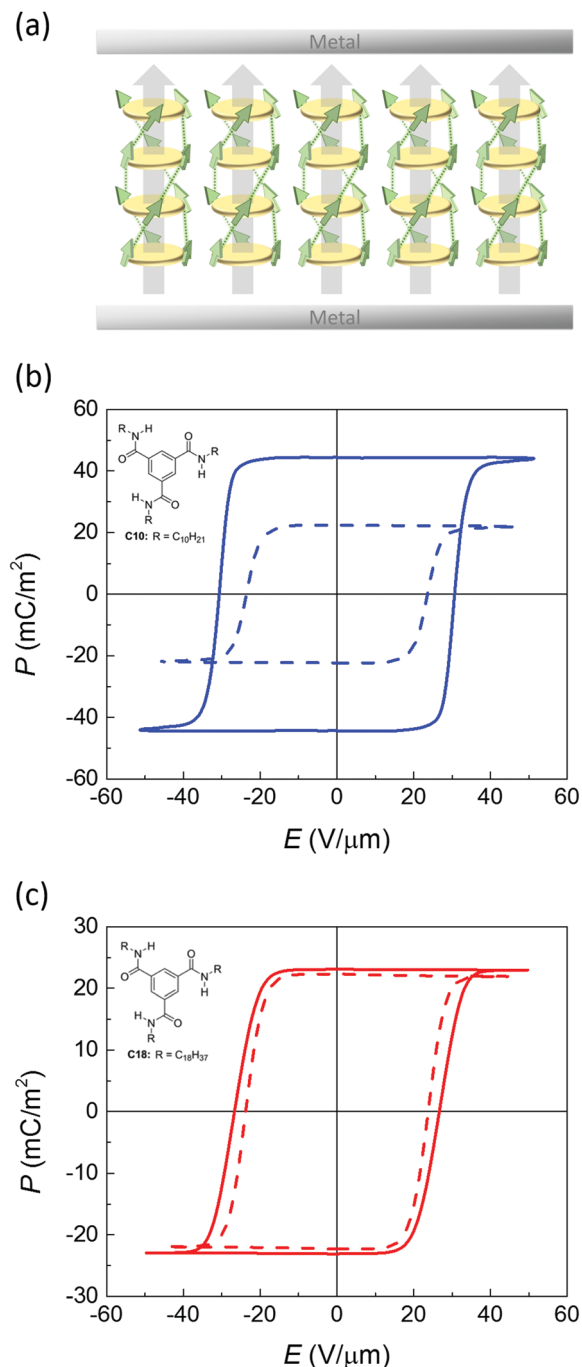 (a)
Metal
Metal
(b)
60
40
20
0
-20
-40
-60
P (mC/m²)
R
N
H
O
O
N
R
H
H
N
O
R
C10: R = C₁₀H₂₁
-60 -40 -20 0 20 40 60
E (V/μm)
(c)
30
20
10
0
-10
-20
-30
P (mC/m²)
R
N
H
O
O
N
R
H
H
N
O
R
C18: R = C₁₈H₃₇
-60 -40 -20 0 20 40 60
E (V/μm)